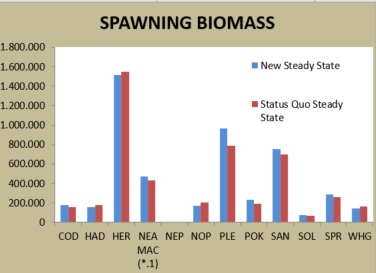 SPAWNING BIOMASS
1.800.000
1.600.000
1.400.000
1.200.000
1.000.000
800.000
600.000
400.000
200.000
0
New Steady State
Status Quo Steady
State
COD HAD HER NEA NEP NOP PLE POK SAN SOL SPR WHG
MAC
(*.1)